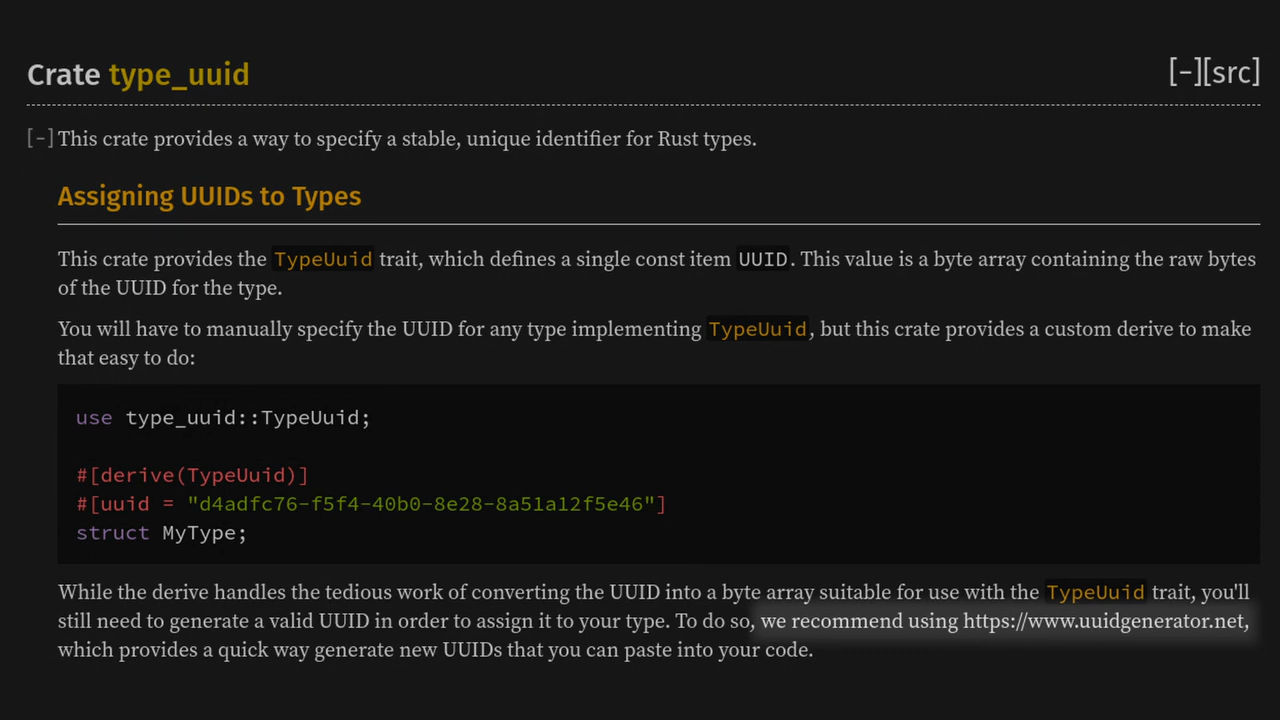 Crate type_uuid [−][src]
[−] This crate provides a way to specify a stable, unique identifier for Rust types.
Assigning UUIDs to Types
This crate provides the TypeUuid trait, which defines a single const item UUID. This value is a byte array containing the raw bytes
of the UUID for the type.
You will have to manually specify the UUID for any type implementing TypeUuid, but this crate provides a custom derive to make
that easy to do:
use type_uuid::TypeUuid;
#[derive(TypeUuid)]
#[uuid = "d4adfc76-f5f4-40b0-8e28-8a51a12f5e46"]
struct MyType;
While the derive handles the tedious work of converting the UUID into a byte array suitable for use with the TypeUuid trait, you'll
still need to generate a valid UUID in order to assign it to your type. To do so, we recommend using https://www.uuidgenerator.net,
which provides a quick way generate new UUIDs that you can paste into your code.